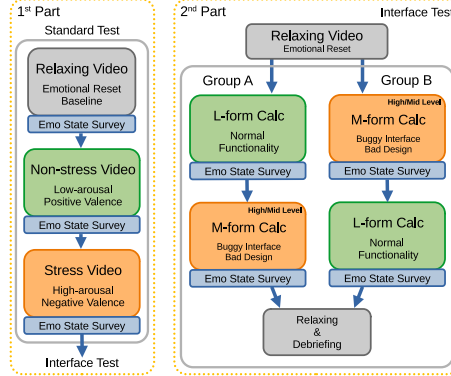 1st Part
Standard Test
Relaxing Video
Emotional Reset
Baseline
Emo State Survey
Non-stress Video
Low-arousal
Positive Valence
Emo State Survey
Stress Video
High-arousal
Negative Valence
Emo State Survey
Interface Test
2nd Part
Interface Test
Relaxing Video
Emotional Reset
Group A
Group B
L-form Calc
Normal
Functionality
Emo State Survey
High/Mid Level
M-form Calc
Buggy Interface
Bad Design
Emo State Survey
High/Mid Level
M-form Calc
Buggy Interface
Bad Design
Emo State Survey
L-form Calc
Normal
Functionality
Emo State Survey
Relaxing
&
Debriefing